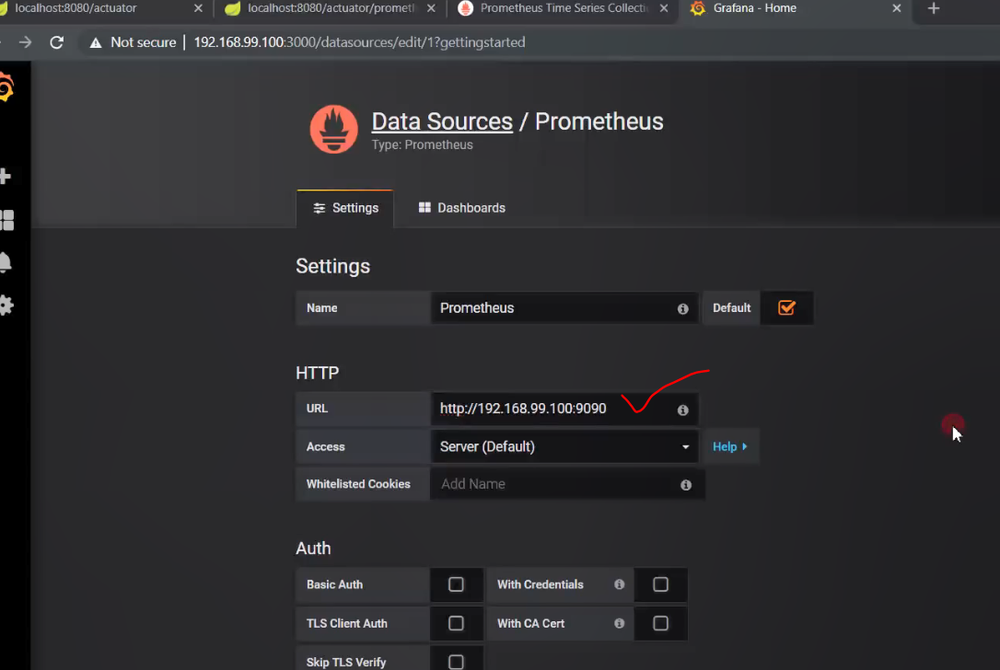 localhost:8080/actuator
localhost:8080/actuator/prometh
Prometheus Time Series Collecti
Grafana - Home
Not secure | 192.168.99.100:3000/datasources/edit/1?gettingstarted
Data Sources / Prometheus
Type: Prometheus
Settings
Dashboards
Settings
Name Prometheus Default
HTTP
URL http://192.168.99.100:9090
Access Server (Default) Help
Whitelisted Cookies Add Name
Auth
Basic Auth With Credentials
TLS Client Auth With CA Cert
Skip TLS Verify